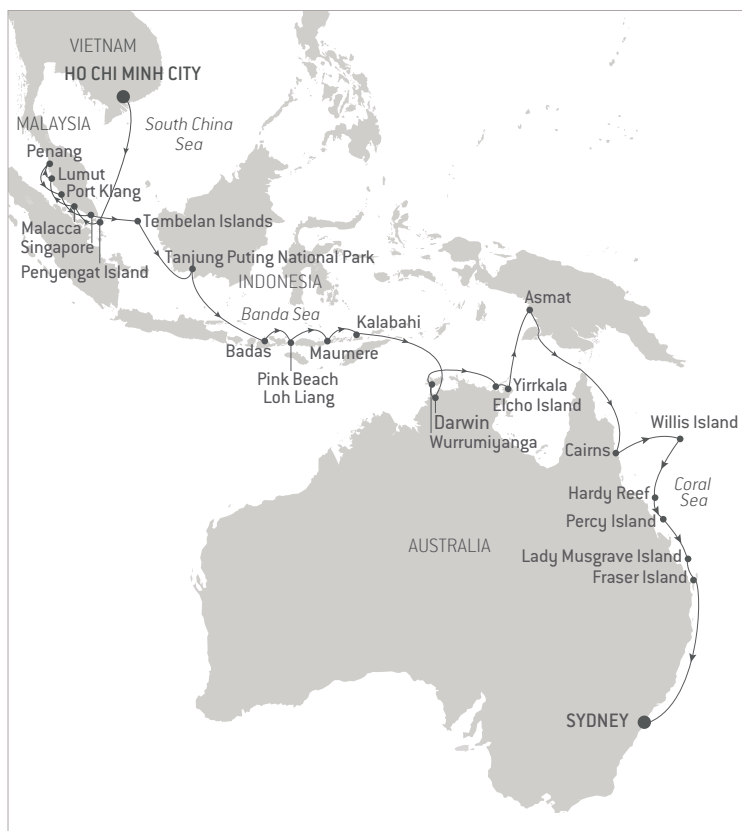 VIETNAM
HO CHI MINH CITY
South China
Sea
MALAYSIA
Penang
Lumut
Port Klang
Malacca
Singapore
Penyengat Island
Tembelan Islands
Tanjung Puting National Park
INDONESIA
Banda Sea
Asmat
Kalabahi
Badas
Maumere
Pink Beach
Loh Liang
Yirrkala
Elcho Island
Darwin
Wurrumiyanga
Willis Island
Cairns
Hardy Reef
Coral
Sea
Percy Island
AUSTRALIA
Lady Musgrave Island
Fraser Island
SYDNEY